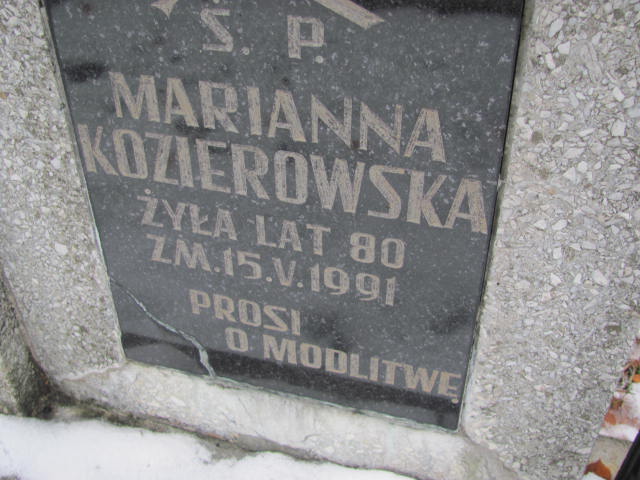 Ś. P
MARIANNA
KOZIEROWSKA
ŻYŁA LAT 80
ZM. 15.V.1991
PROSI
O MODLITWĘ